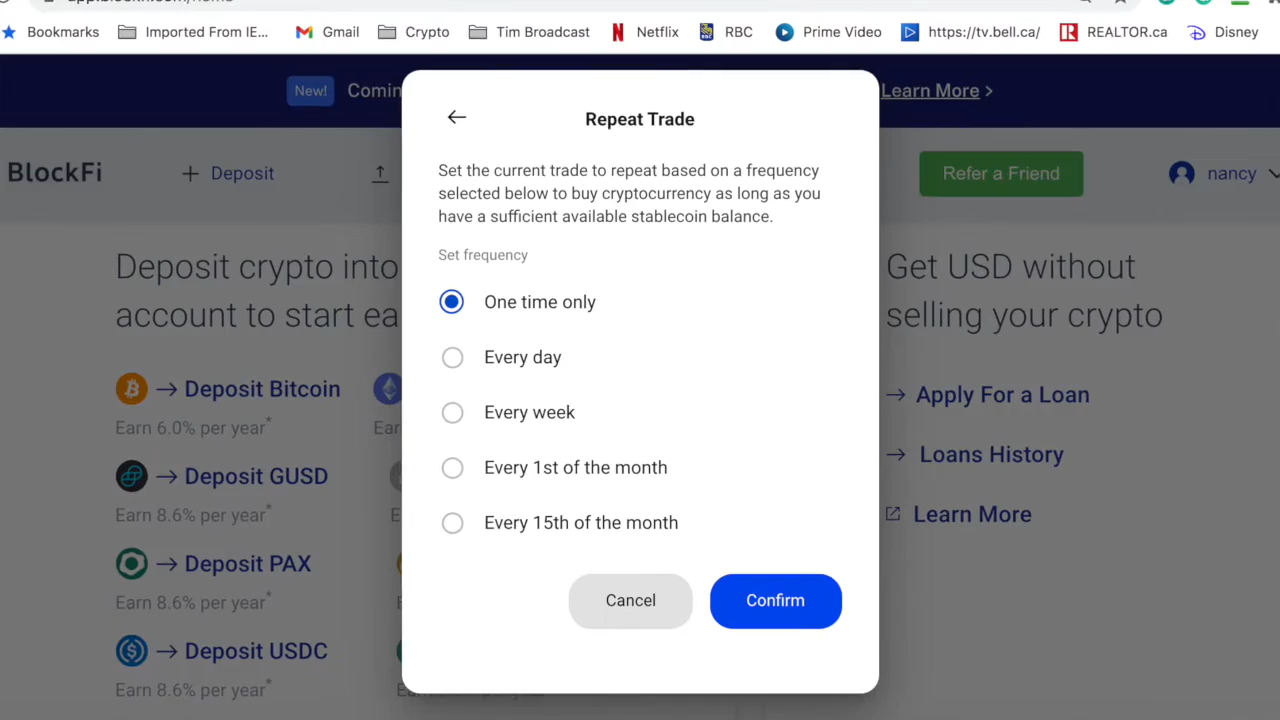 Bookmarks Imported From IE... Gmail Crypto Tim Broadcast Netflix RBC Prime Video https://tv.bell.ca/ REALTOR.ca Disney
New! Comin Learn More >
Repeat Trade
BlockFi + Deposit Refer a Friend nancy
Set the current trade to repeat based on a frequency
selected below to buy cryptocurrency as long as you
have a sufficient available stablecoin balance.
Set frequency
One time only
Every day
Every week
Every 1st of the month
Every 15th of the month
Cancel Confirm
Deposit crypto into
account to start ea
→ Deposit Bitcoin
Earn 6.0% per year* Ear
→ Deposit GUSD
Earn 8.6% per year* E
→ Deposit PAX
Earn 8.6% per year* E
→ Deposit USDC
Earn 8.6% per year*
Get USD without
selling your crypto
→ Apply For a Loan
→ Loans History
Learn More